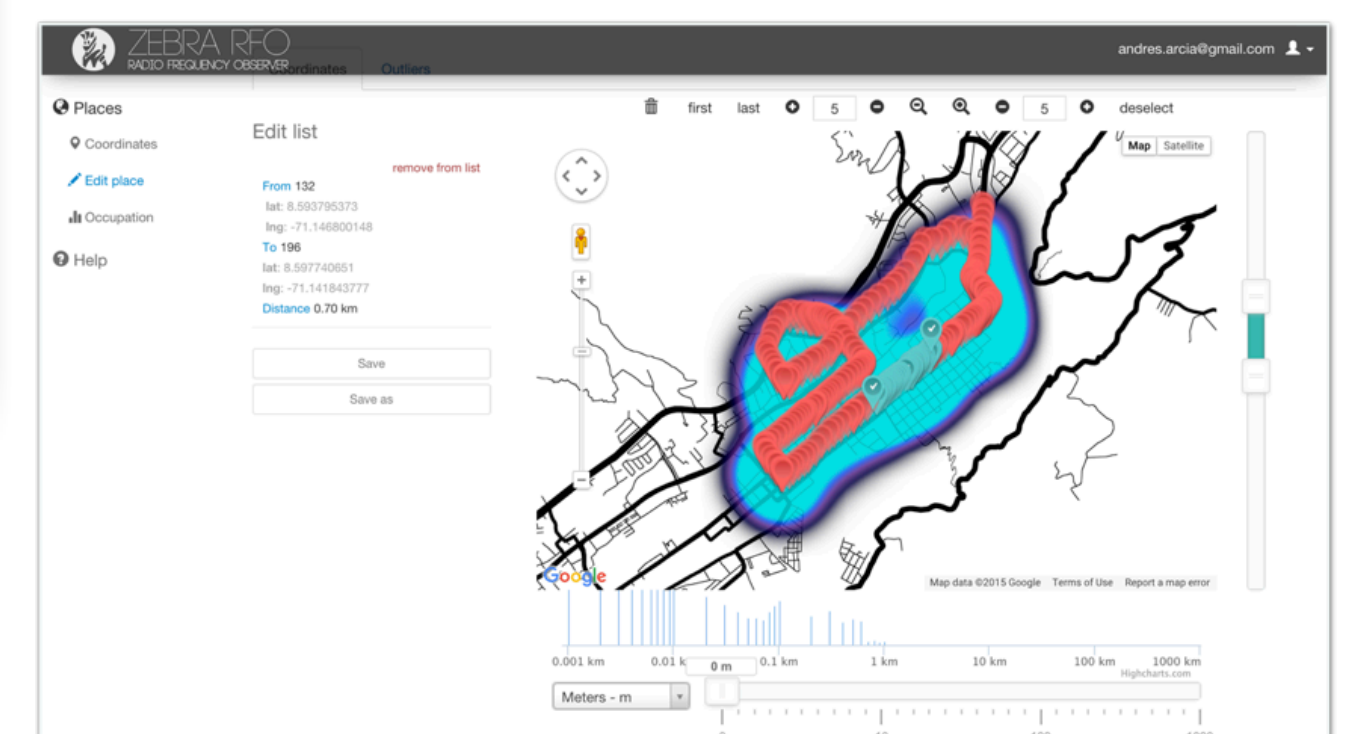 ZEBRA RFO
RADIO FREQUENCY OBSERVER
andres.arcia@gmail.com
Coordinates
Outliers
Places
Coordinates
Edit place
Occupation
Help
first last 5 5 deselect
Edit list
remove from list
From 132
lat: 8.593795373
lng: -71.146800148
To 196
lat: 8.597740651
lng: -71.141843777
Distance 0.70 km
Save
Save as
Map Satellite
Google
Map data ©2015 Google Terms of Use Report a map error
0.001 km 0.01 k 0.1 km 1 km 10 km 100 km 1000 km
Highcharts.com
0 m
Meters - m
0 10 100 1000